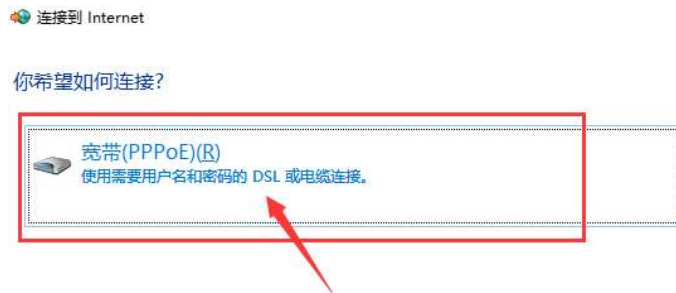 连接到 Internet
你希望如何连接?
宽带(PPPoE)(R)
使用需要用户名和密码的 DSL 或电缆连接。